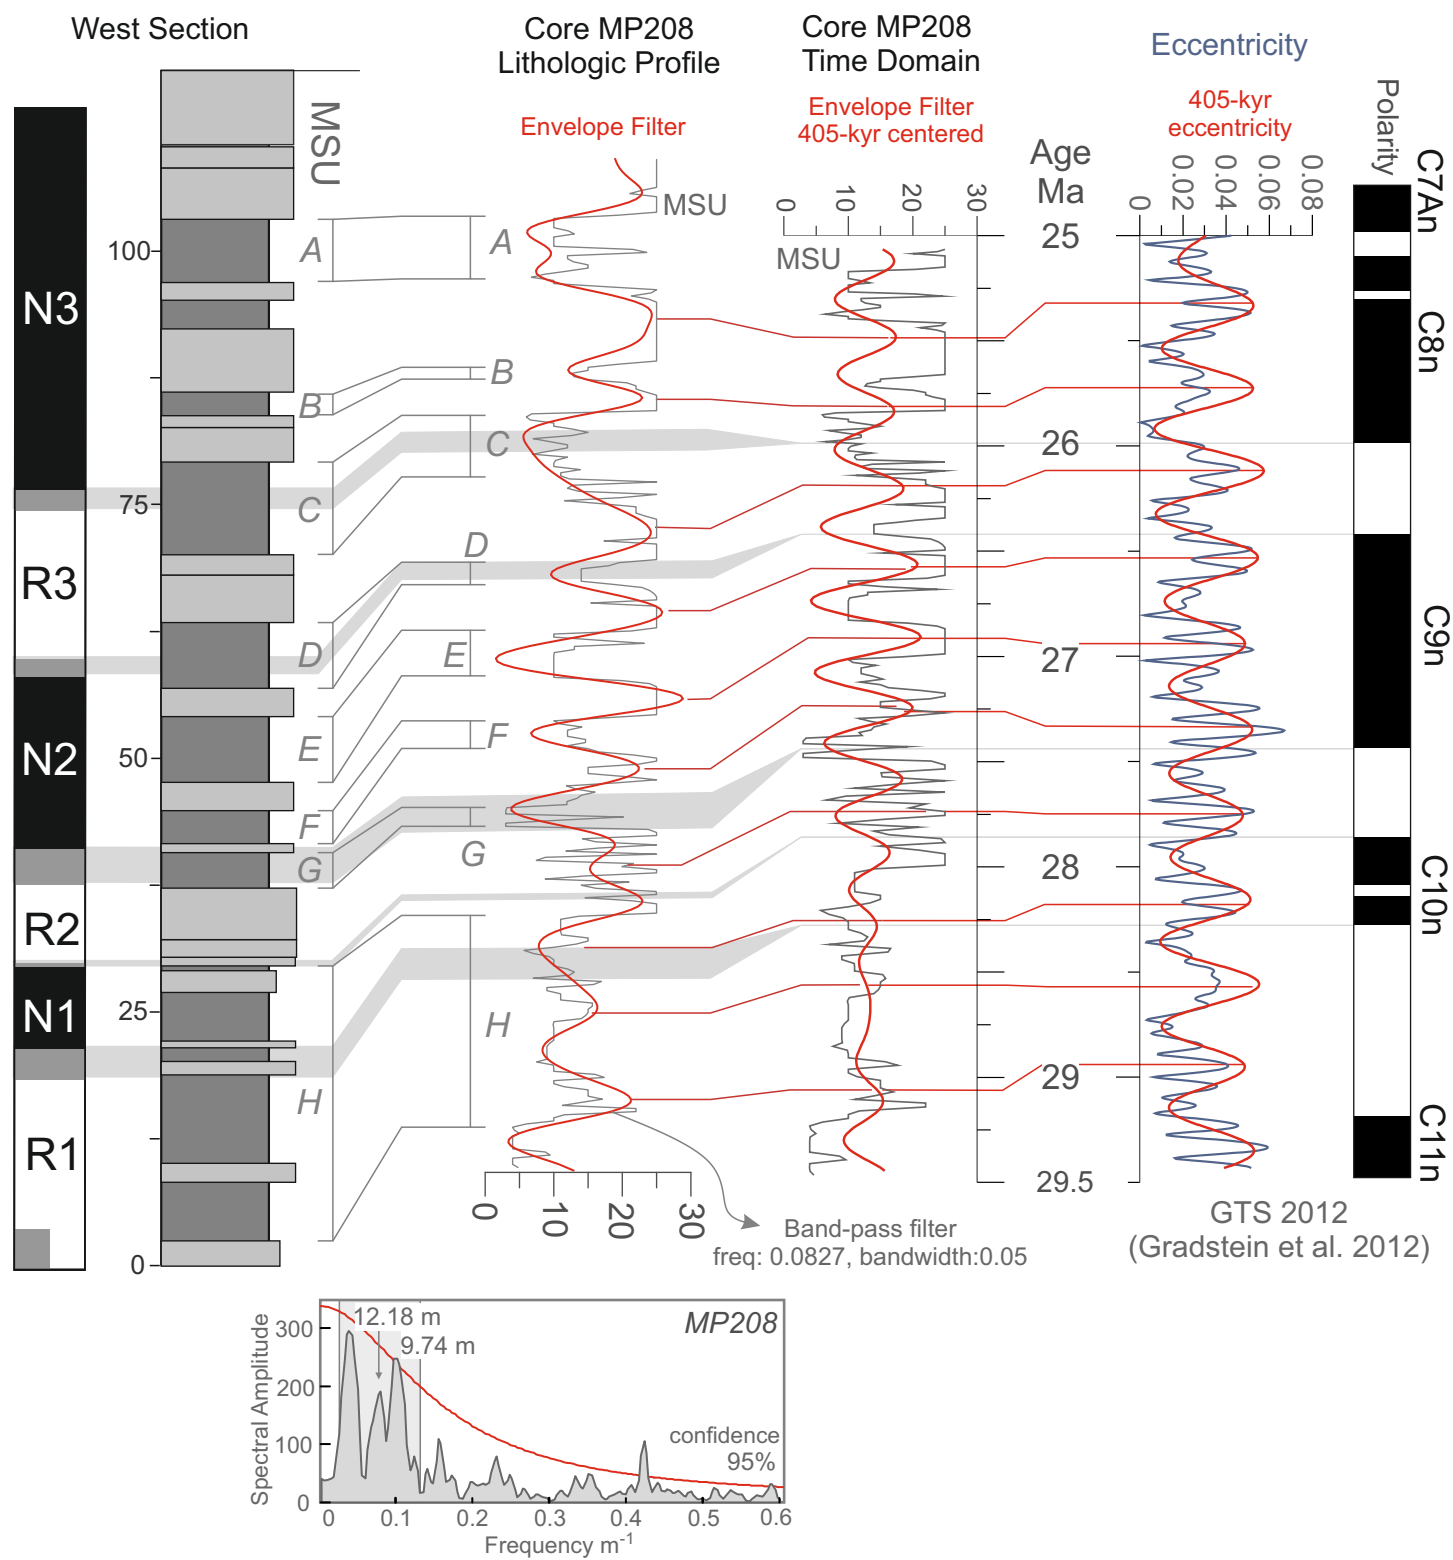 West Section
Core MP208
Lithologic Profile
Core MP208
Time Domain
Eccentricity
Envelope Filter
Envelope Filter
405-kyr centered
405-kyr
eccentricity
Polarity
Age
Ma
MSU
MSU
MSU
0 10 20 30
0 0.02 0.04 0.06 0.08
C7An
C8n
C9n
C10n
C11n
N3
R3
N2
R2
N1
R1
100
75
50
25
0
A
B
C
D
E
F
G
H
A
B
C
D
E
F
G
H
25
26
27
28
29
29.5
0 10 20 30
Band-pass filter
freq: 0.0827, bandwidth:0.05
GTS 2012
(Gradstein et al. 2012)
12.18 m
9.74 m
MP208
confidence
95%
Spectral Amplitude
300
200
100
0
0 0.1 0.2 0.3 0.4 0.5 0.6
Frequency m-1